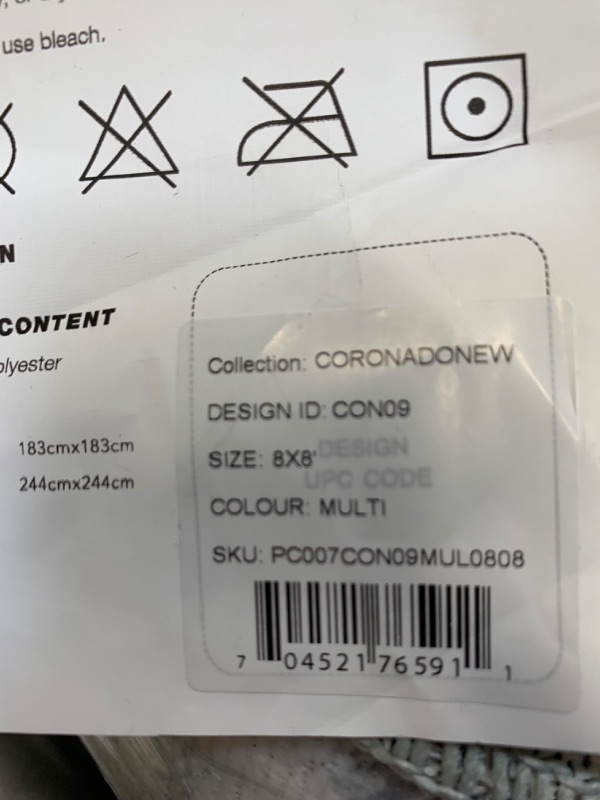 use bleach.
N
CONTENT
olyester
183cmx183cm
244cmx244cm
Collection: CORONADONEW
DESIGN ID: CON09
SIZE: 8X8'
DESIGN
UPC CODE
COLOUR: MULTI
SKU: PC007CON09MUL0808
7 04521 76591 1